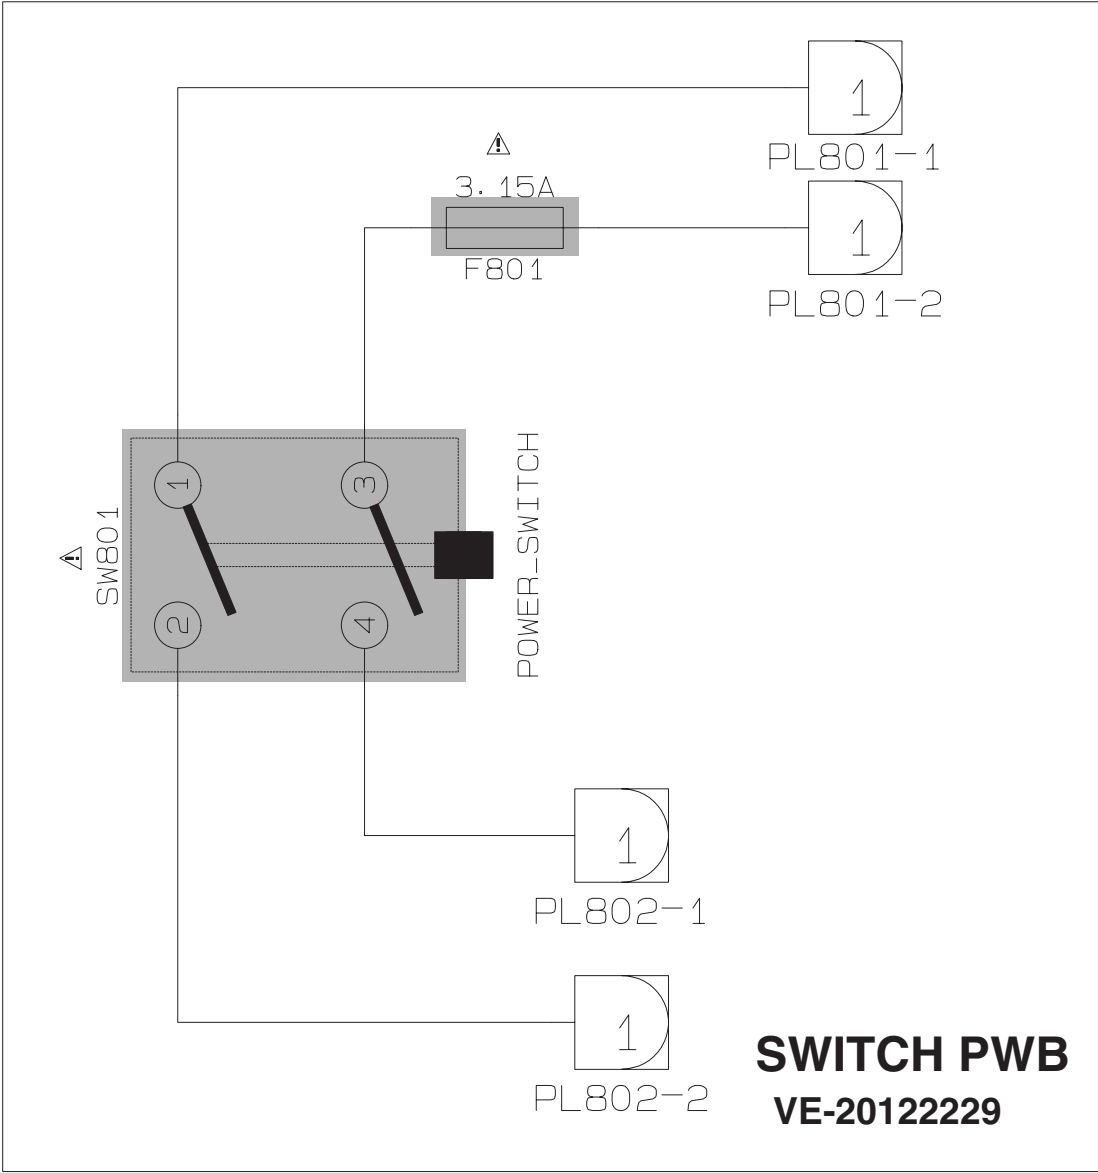 1
PL801-1
3.15A
1
F801
PL801-2
POWER_SWITCH
1
3
SW801
2
4
1
PL802-1
1
PL802-2
SWITCH PWB
VE-20122229